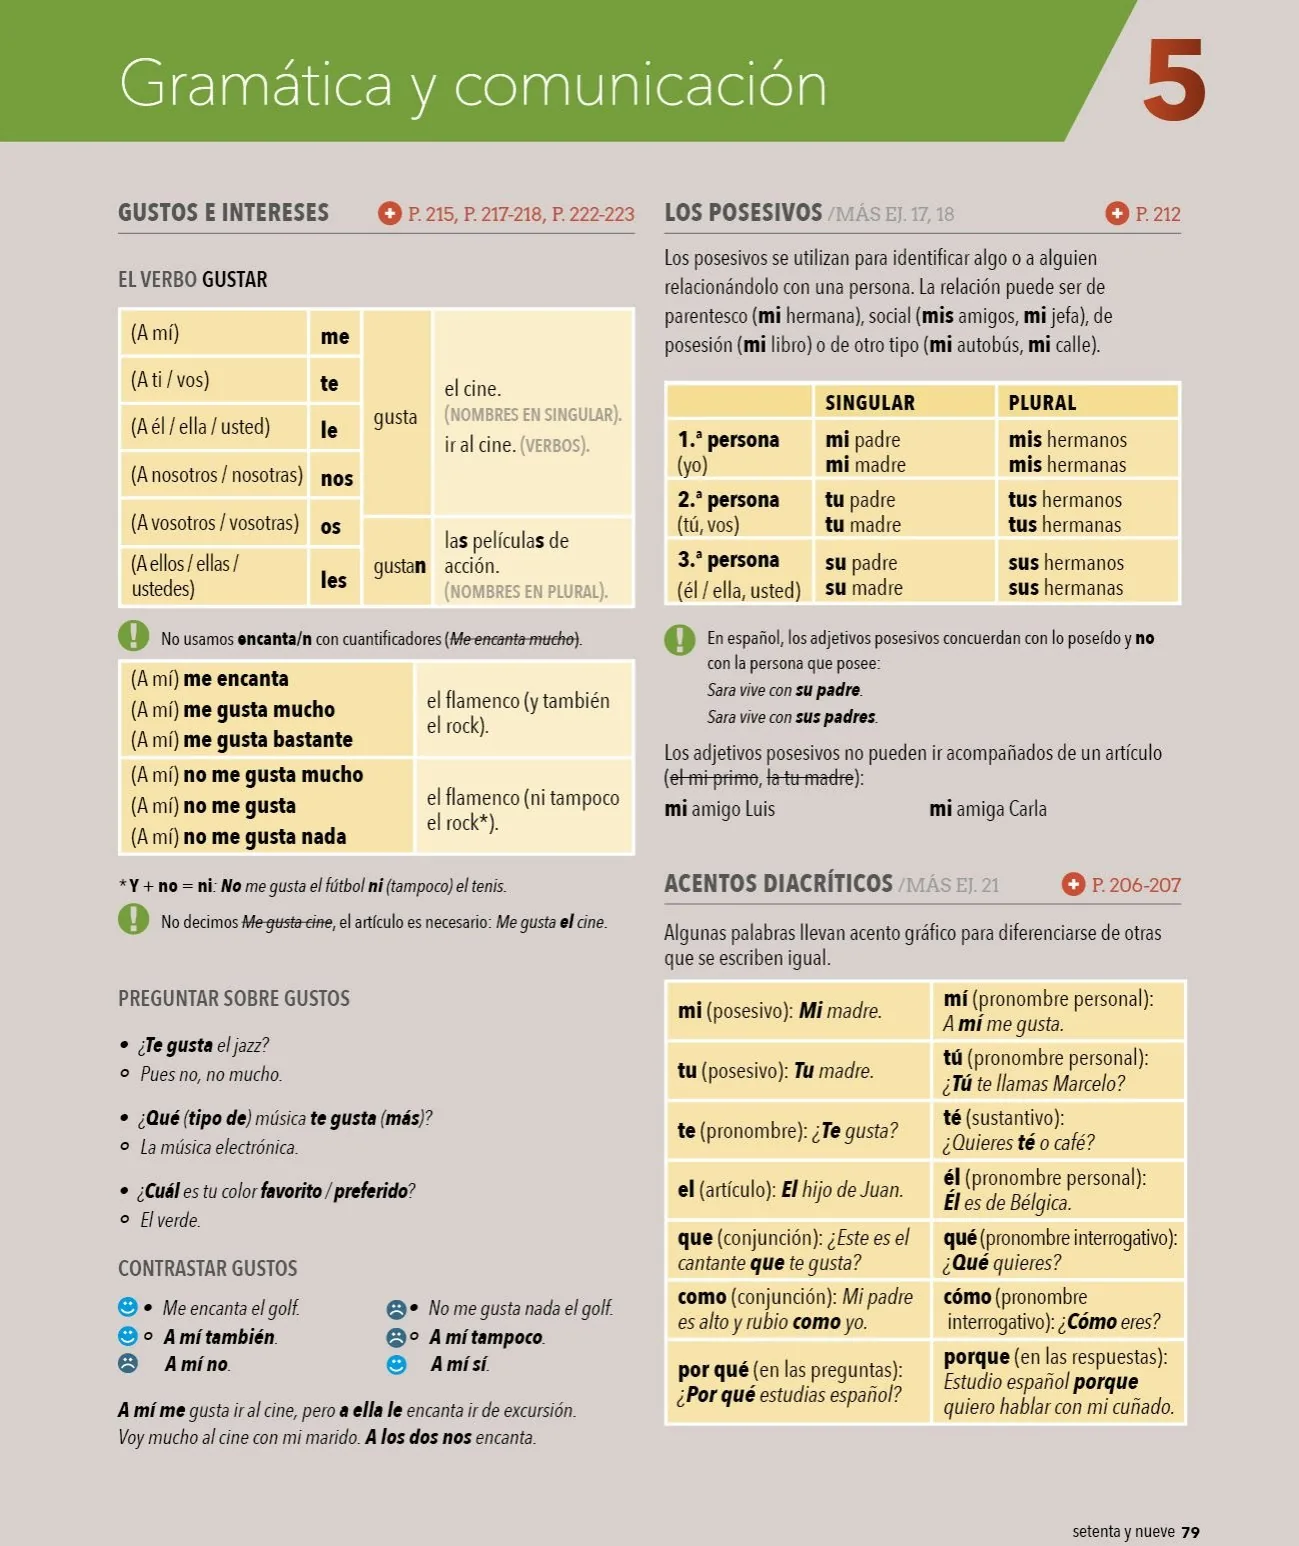 Gramática y comunicación
5
GUSTOS E INTERESES + P. 215, P. 217-218, P. 222-223
EL VERBO GUSTAR
(A mí) me
(A ti / vos) te
(A él / ella / usted) le
(A nosotros / nosotras) nos
(A vosotros / vosotras) os
(A ellos / ellas /
ustedes) les
gusta
gustan
el cine.
(NOMBRES EN SINGULAR).
ir al cine. (VERBOS).
las películas de
acción.
(NOMBRES EN PLURAL).
! No usamos encanta/n con cuantificadores (Me encanta mucho).
(A mí) me encanta
(A mí) me gusta mucho
(A mí) me gusta bastante
el flamenco (y también
el rock).
(A mí) no me gusta mucho
(A mí) no me gusta
(A mí) no me gusta nada
el flamenco (ni tampoco
el rock*).
* Y + no = ni: No me gusta el fútbol ni (tampoco) el tenis.
! No decimos Me gusta cine, el artículo es necesario: Me gusta el cine.
PREGUNTAR SOBRE GUSTOS
• ¿Te gusta el jazz?
○ Pues no, no mucho.
• ¿Qué (tipo de) música te gusta (más)?
○ La música electrónica.
• ¿Cuál es tu color favorito / preferido?
○ El verde.
CONTRASTAR GUSTOS
• Me encanta el golf.
○ A mí también.
A mí no.
• No me gusta nada el golf.
○ A mí tampoco.
A mí sí.
A mí me gusta ir al cine, pero a ella le encanta ir de excursión.
Voy mucho al cine con mi marido. A los dos nos encanta.
LOS POSESIVOS /MÁS EJ. 17, 18 + P. 212
Los posesivos se utilizan para identificar algo o a alguien
relacionándolo con una persona. La relación puede ser de
parentesco (mi hermana), social (mis amigos, mi jefa), de
posesión (mi libro) o de otro tipo (mi autobús, mi calle).
SINGULAR PLURAL
1.ª persona mi padre mis hermanos
(yo) mi madre mis hermanas
2.ª persona tu padre tus hermanos
(tú, vos) tu madre tus hermanas
3.ª persona su padre sus hermanos
(él / ella, usted) su madre sus hermanas
! En español, los adjetivos posesivos concuerdan con lo poseído y no
con la persona que posee:
Sara vive con su padre.
Sara vive con sus padres.
Los adjetivos posesivos no pueden ir acompañados de un artículo
(el mi primo, la tu madre):
mi amigo Luis mi amiga Carla
ACENTOS DIACRÍTICOS /MÁS EJ. 21 + P. 206-207
Algunas palabras llevan acento gráfico para diferenciarse de otras
que se escriben igual.
mi (posesivo): Mi madre.
mí (pronombre personal):
A mí me gusta.
tu (posesivo): Tu madre.
tú (pronombre personal):
¿Tú te llamas Marcelo?
te (pronombre): ¿Te gusta?
té (sustantivo):
¿Quieres té o café?
el (artículo): El hijo de Juan.
él (pronombre personal):
Él es de Bélgica.
que (conjunción): ¿Este es el
cantante que te gusta?
qué (pronombre interrogativo):
¿Qué quieres?
como (conjunción): Mi padre
es alto y rubio como yo.
cómo (pronombre
interrogativo): ¿Cómo eres?
por qué (en las preguntas):
¿Por qué estudias español?
porque (en las respuestas):
Estudio español porque
quiero hablar con mi cuñado.
setenta y nueve 79